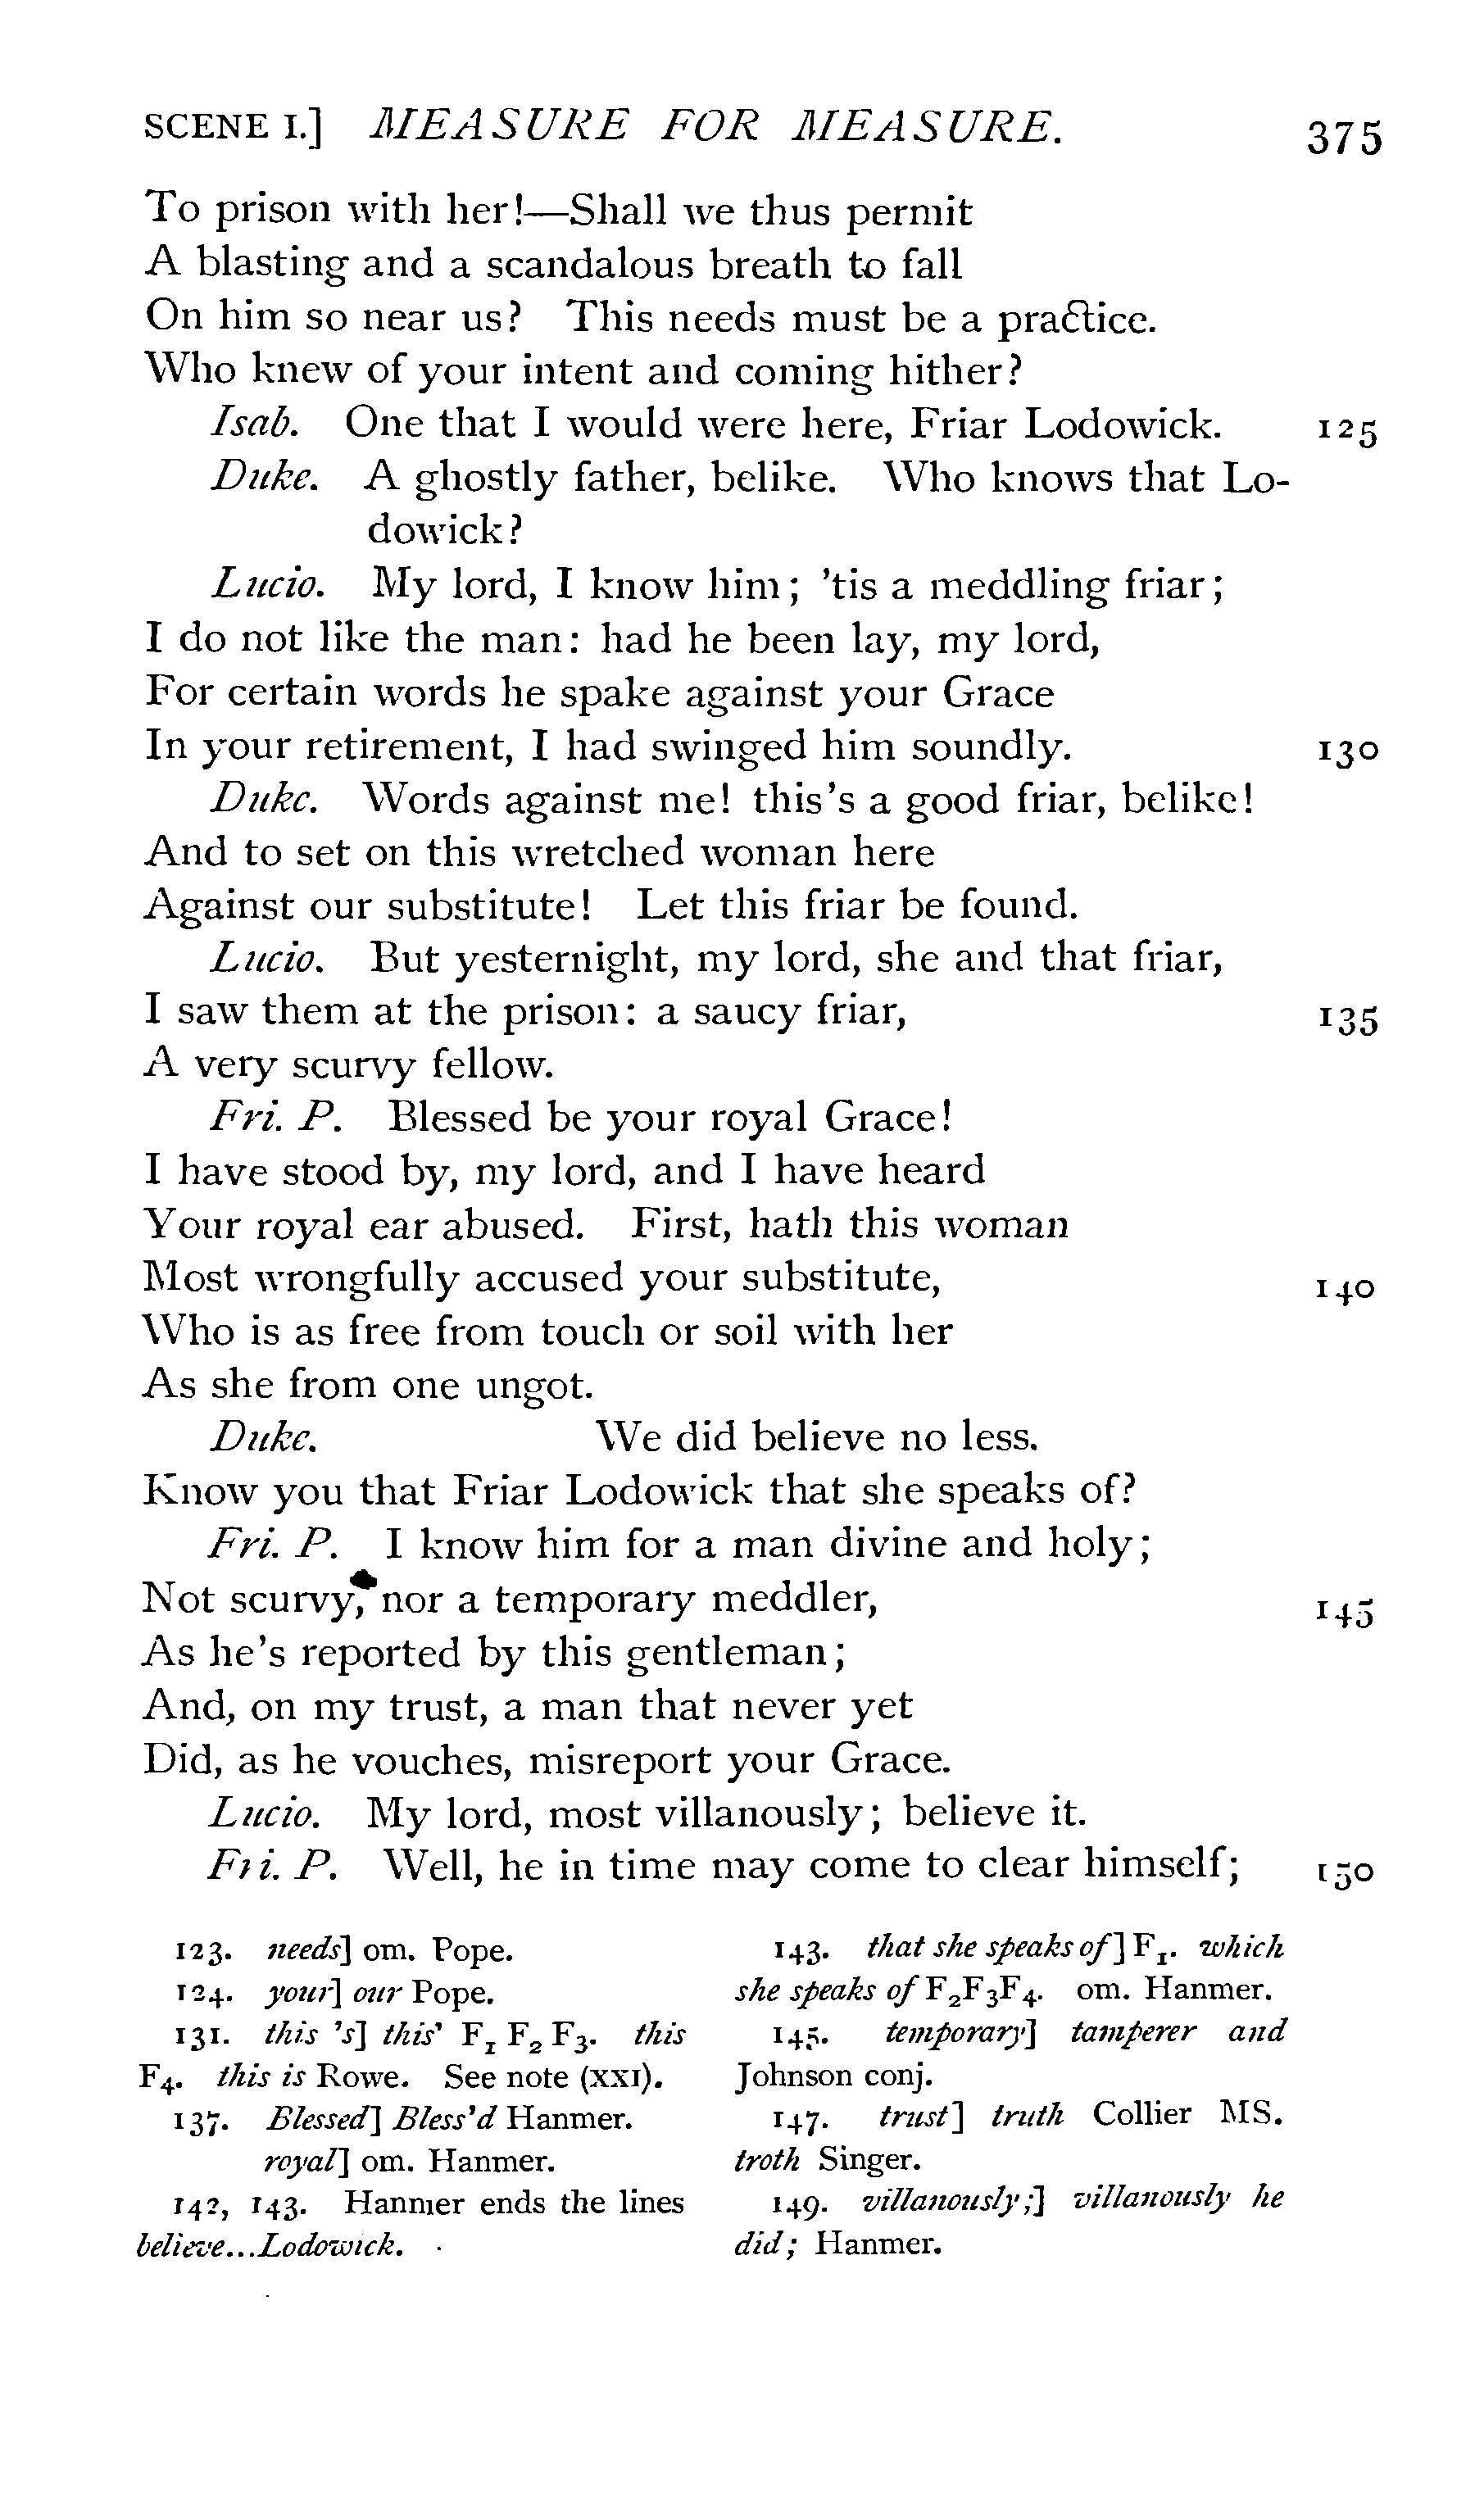 SCENE I.] MEASURE FOR MEASURE. 375
To prison with her!—Shall we thus permit
A blasting and a scandalous breath to fall
On him so near us? This needs must be a practice.
Who knew of your intent and coming hither?
Isab. One that I would were here, Friar Lodowick. 125
Duke. A ghostly father, belike. Who knows that Lo-
dowick?
Lucio. My lord, I know him; 'tis a meddling friar;
I do not like the man: had he been lay, my lord,
For certain words he spake against your Grace
In your retirement, I had swinged him soundly. 130
Duke. Words against me! this's a good friar, belike!
And to set on this wretched woman here
Against our substitute! Let this friar be found.
Lucio. But yesternight, my lord, she and that friar,
I saw them at the prison: a saucy friar, 135
A very scurvy fellow.
Fri. P. Blessed be your royal Grace!
I have stood by, my lord, and I have heard
Your royal ear abused. First, hath this woman
Most wrongfully accused your substitute, 140
Who is as free from touch or soil with her
As she from one ungot.
Duke. We did believe no less.
Know you that Friar Lodowick that she speaks of?
Fri. P. I know him for a man divine and holy;
Not scurvy, nor a temporary meddler, 145
As he's reported by this gentleman;
And, on my trust, a man that never yet
Did, as he vouches, misreport your Grace.
Lucio. My lord, most villanously; believe it.
Fri. P. Well, he in time may come to clear himself; 150
123. needs] om. Pope.
124. your] our Pope.
131. this 's] this' F1 F2 F3. this
F4. this is Rowe. See note (XXI).
137. Blessed] Bless'd Hanmer.
royal] om. Hanmer.
142, 143. Hanmer ends the lines
believe...Lodowick.
143. that she speaks of] F1. which
she speaks of F2F3F4. om. Hanmer.
145. temporary] tamperer and
Johnson conj.
147. trust] truth Collier MS.
troth Singer.
149. villanously;] villanously he
did; Hanmer.